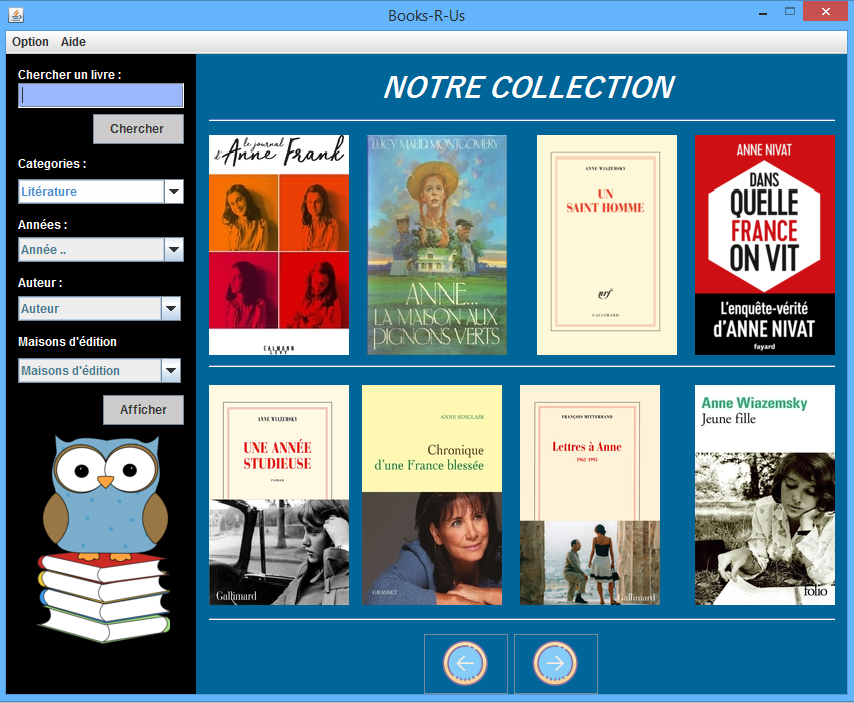 Books-R-Us
Option Aide
Chercher un livre :
Chercher
Categories :
Litérature
Années :
Année ..
Auteur :
Auteur
Maisons d'édition
Maisons d'édition
Afficher
NOTRE COLLECTION
le journal
d'Anne Frank
CALMANN
LEVY
LUCY MAUD MONTGOMERY
ANNE...
LA MAISON AUX
PIGNONS VERTS
ANNE WIAZEMSKY
UN
SAINT HOMME
nrf
GALLIMARD
ANNE NIVAT
DANS
QUELLE
FRANCE
ON VIT
L'enquête-vérité
d'ANNE NIVAT
fayard
ANNE WIAZEMSKY
UNE ANNÉE
STUDIEUSE
ROMAN
Gallimard
ANNE SINCLAIR
Chronique
d'une France blessée
GRASSET
FRANÇOIS MITTERRAND
Lettres à Anne
1962-1995
Gallimard
Anne Wiazemsky
Jeune fille
folio